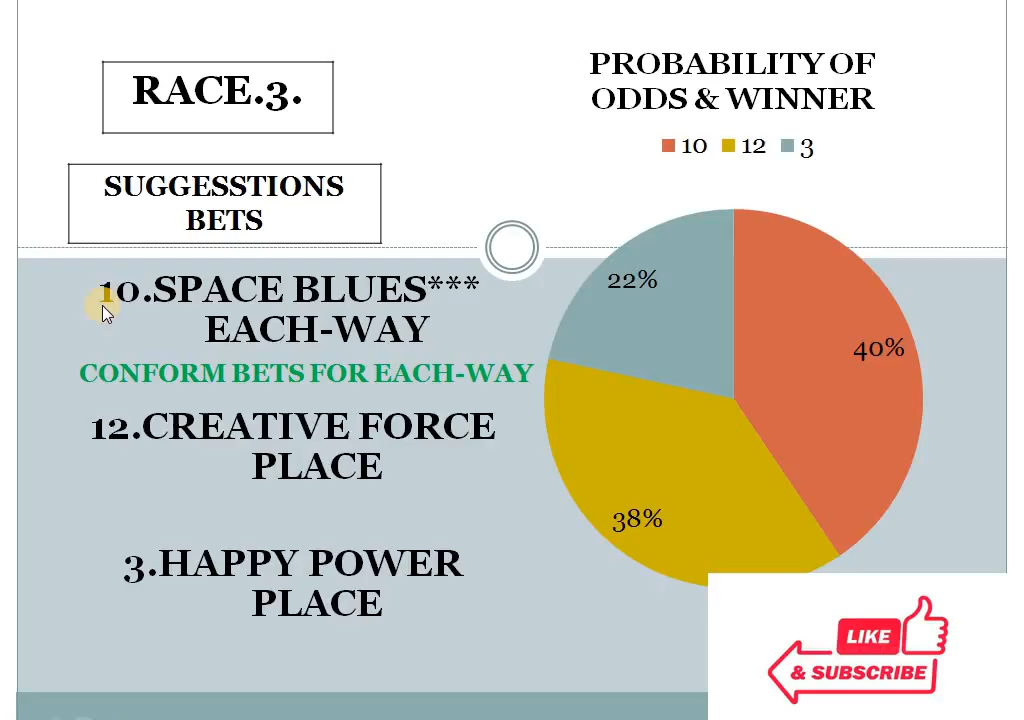 RACE.3.
SUGGESSTIONS
BETS
10.SPACE BLUES***
EACH-WAY
CONFORM BETS FOR EACH-WAY
12.CREATIVE FORCE
PLACE
3.HAPPY POWER
PLACE
PROBABILITY OF
ODDS & WINNER
10 12 3
22%
40%
38%
LIKE
& SUBSCRIBE